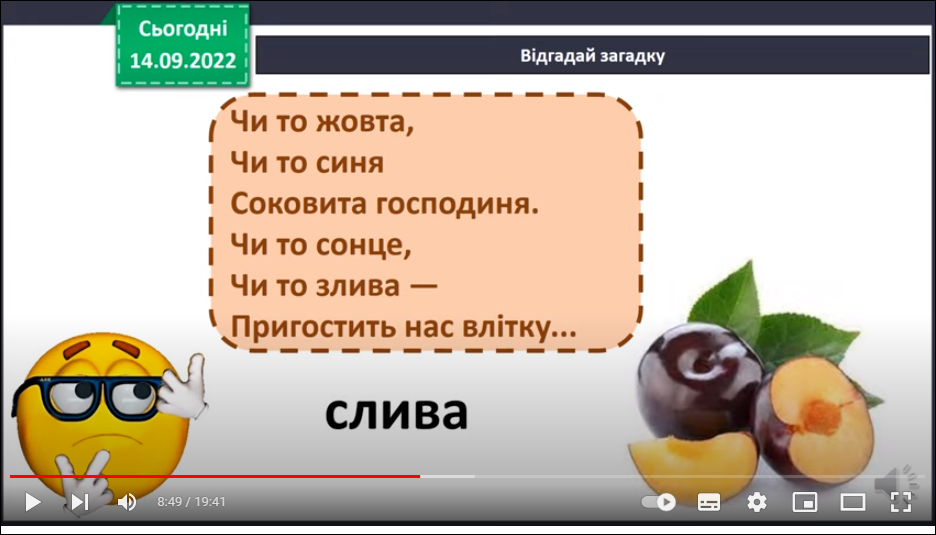 Сьогодні
14.09.2022
Відгадай загадку
Чи то жовта,
Чи то синя
Соковита господиня.
Чи то сонце,
Чи то злива —
Пригостить нас влітку...
слива
8:49 / 19:41